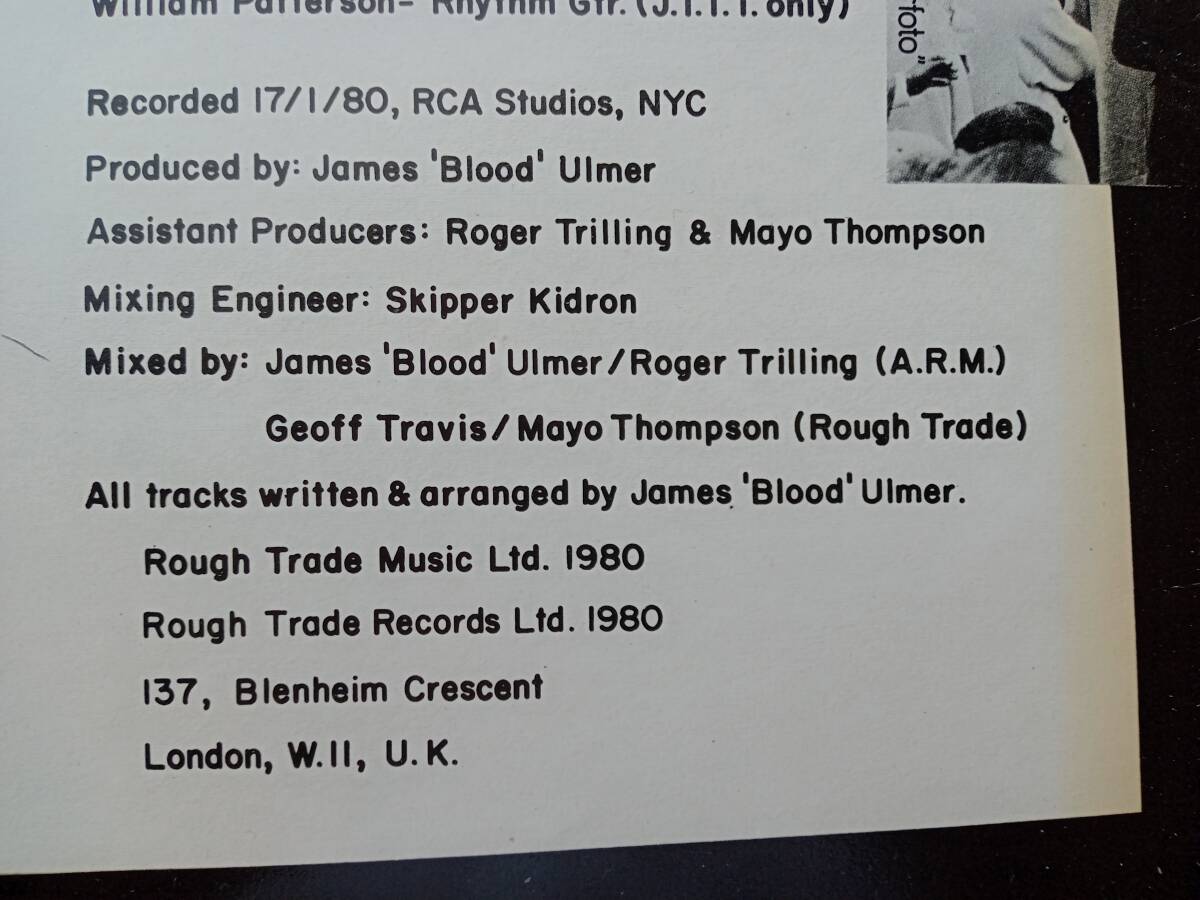 William Patterson- Rhythm Gtr. (J.I.T.T. only)
foto"
Recorded 17/1/80, RCA Studios, NYC
Produced by: James 'Blood' Ulmer
Assistant Producers: Roger Trilling & Mayo Thompson
Mixing Engineer: Skipper Kidron
Mixed by: James 'Blood' Ulmer/Roger Trilling (A.R.M.)
Geoff Travis/Mayo Thompson (Rough Trade)
All tracks written & arranged by James 'Blood' Ulmer.
Rough Trade Music Ltd. 1980
Rough Trade Records Ltd. 1980
137, Blenheim Crescent
London, W.11, U.K.